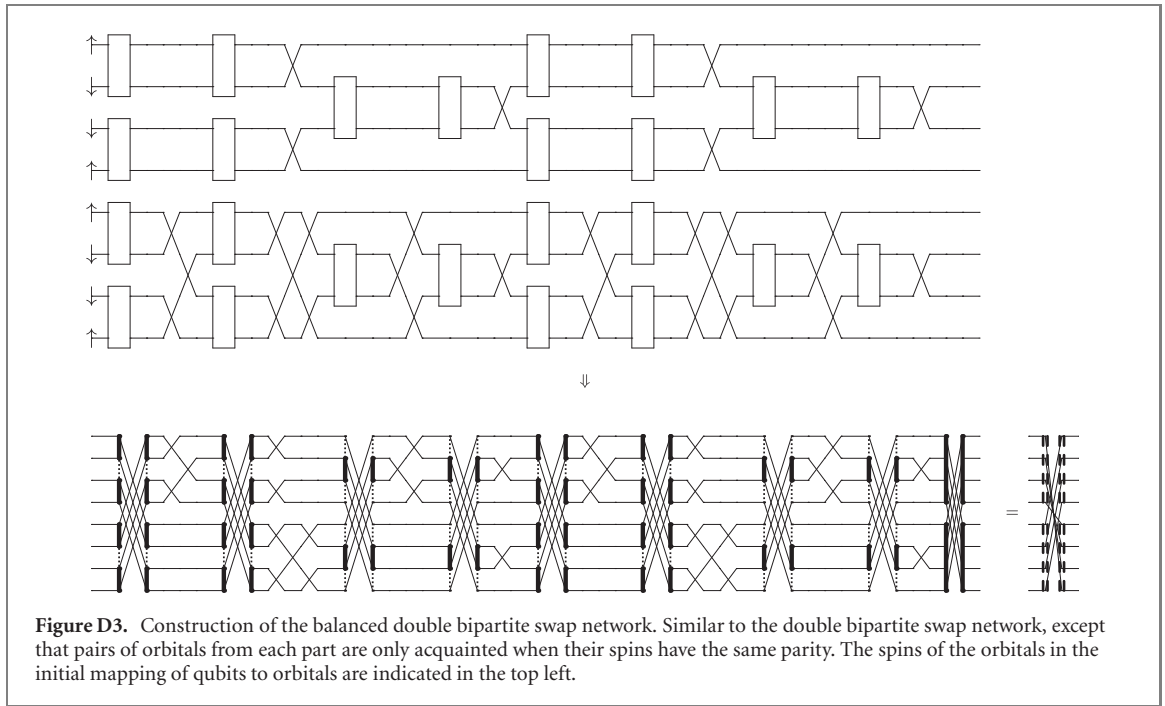 ⇓
=
Figure D3. Construction of the balanced double bipartite swap network. Similar to the double bipartite swap network, except
that pairs of orbitals from each part are only acquainted when their spins have the same parity. The spins of the orbitals in the
initial mapping of qubits to orbitals are indicated in the top left.